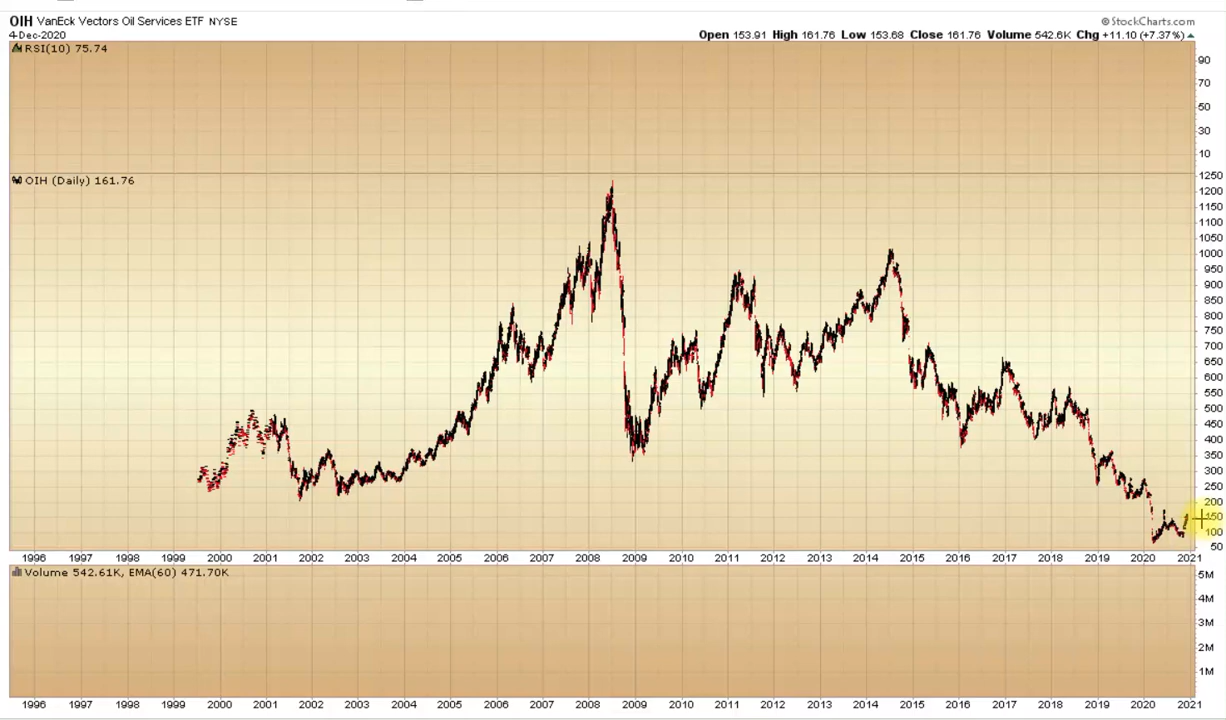 OIH VanEck Vectors Oil Services ETF NYSE © StockCharts.com
4-Dec-2020 Open 153.91 High 161.76 Low 153.68 Close 161.76 Volume 542.6K Chg +11.10 (+7.37%)
RSI(10) 75.74
90
70
50
30
10
OIH (Daily) 161.76
1250
1200
1150
1100
1050
1000
950
900
850
800
750
700
650
600
550
500
450
400
350
300
250
200
150
100
50
1996 1997 1998 1999 2000 2001 2002 2003 2004 2005 2006 2007 2008 2009 2010 2011 2012 2013 2014 2015 2016 2017 2018 2019 2020 2021
Volume 542.61K, EMA(60) 471.70K
5M
4M
3M
2M
1M
1996 1997 1998 1999 2000 2001 2002 2003 2004 2005 2006 2007 2008 2009 2010 2011 2012 2013 2014 2015 2016 2017 2018 2019 2020 2021